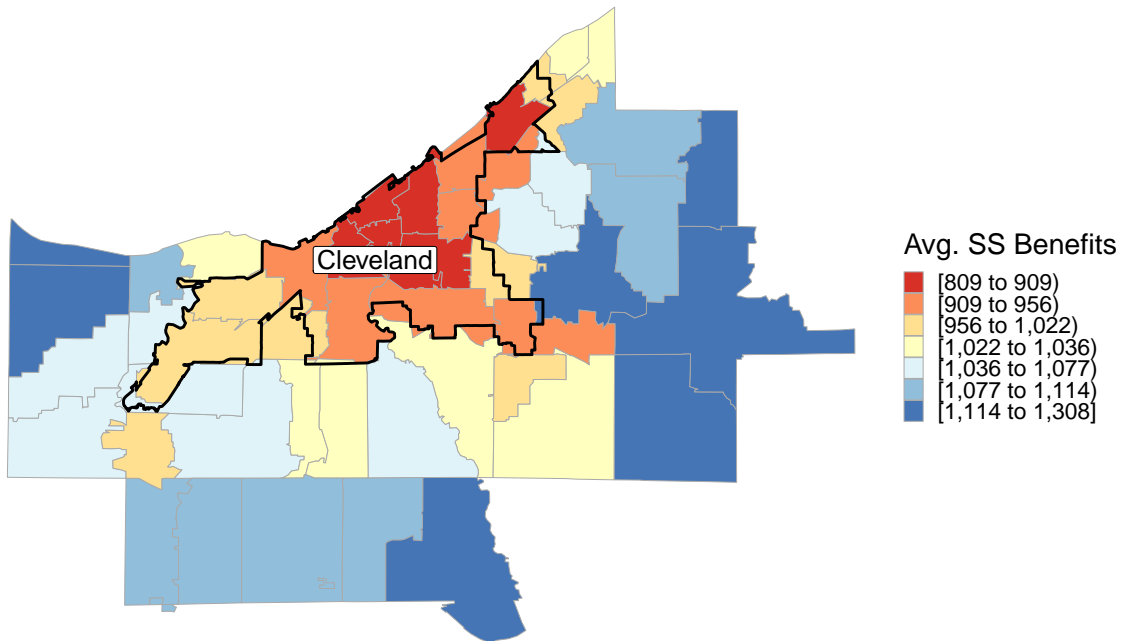 Cleveland
Avg. SS Benefits
[809 to 909)
[909 to 956)
[956 to 1,022)
[1,022 to 1,036)
[1,036 to 1,077)
[1,077 to 1,114)
[1,114 to 1,308]